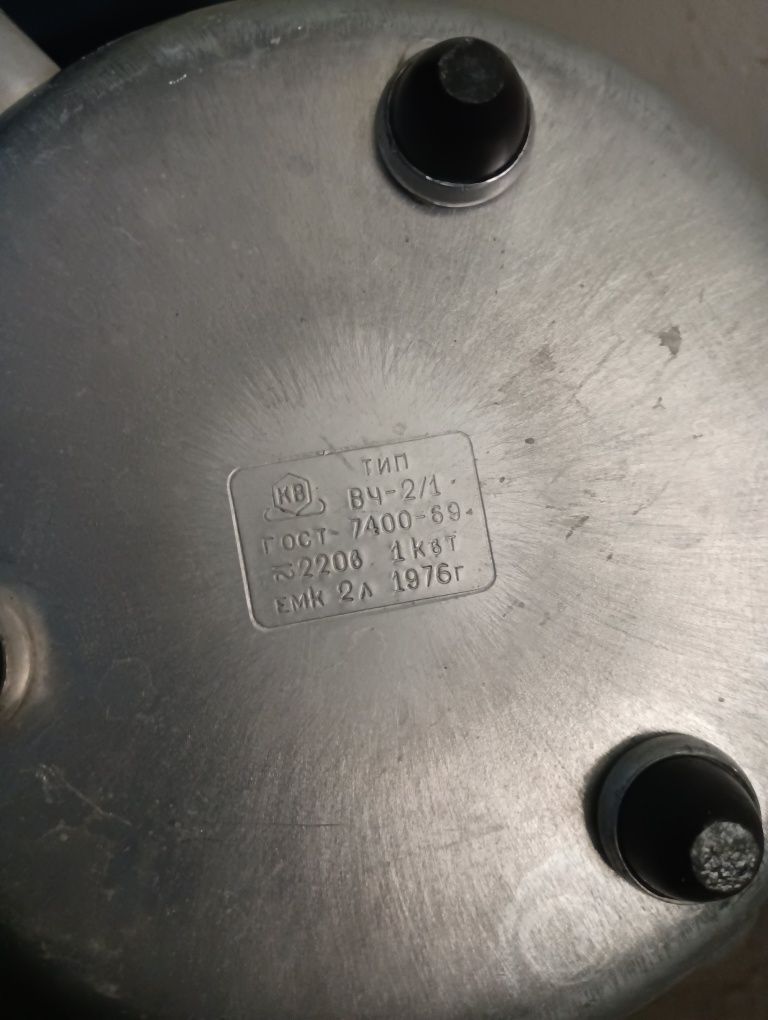 тип
КВ ВЧ-2/1
ГОСТ-7400-69
≂220в 1квт
емк 2л 1976г